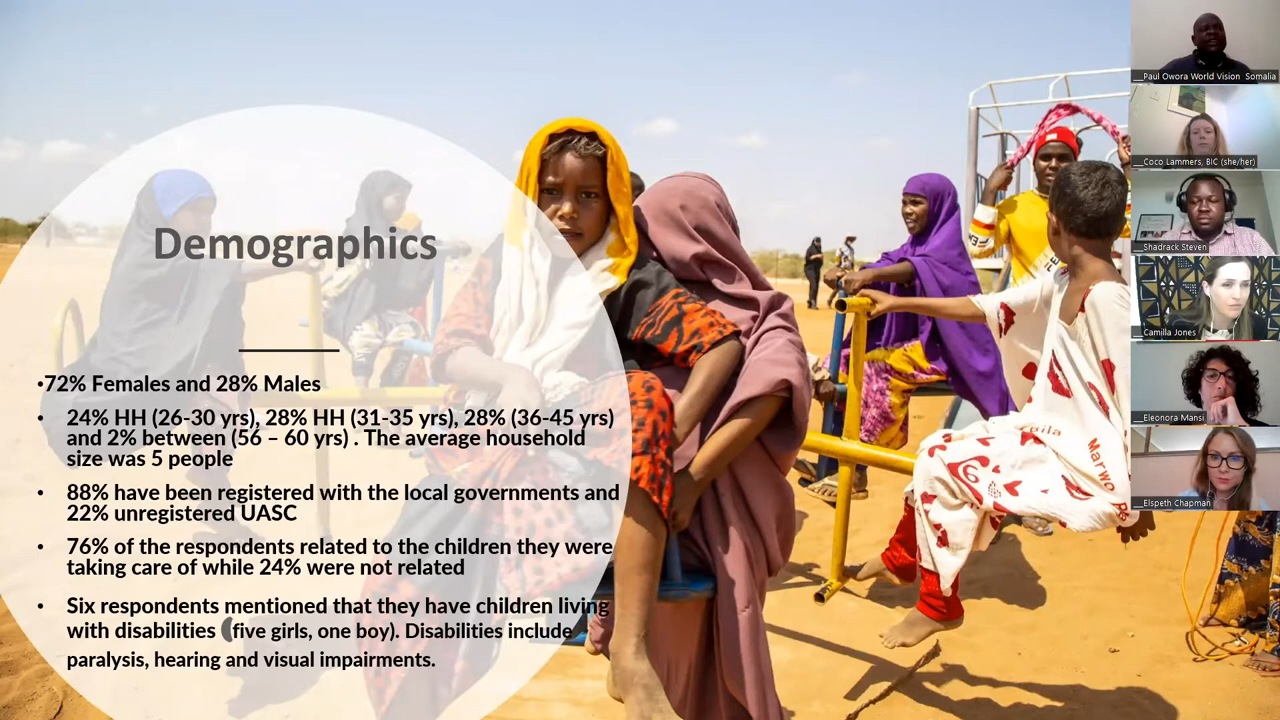 Demographics
•72% Females and 28% Males
• 24% HH (26-30 yrs), 28% HH (31-35 yrs), 28% (36-45 yrs)
and 2% between (56 – 60 yrs) . The average household
size was 5 people
• 88% have been registered with the local governments and
22% unregistered UASC
• 76% of the respondents related to the children they were
taking care of while 24% were not related
• Six respondents mentioned that they have children living
with disabilities (five girls, one boy). Disabilities include
paralysis, hearing and visual impairments.
Marwo
__Paul Owora World Vision Somalia
__Coco Lammers, BIC (she/her)
Shadrack Steven
Camilla Jones
__Eleonora Mansi
__Elspeth Chapman